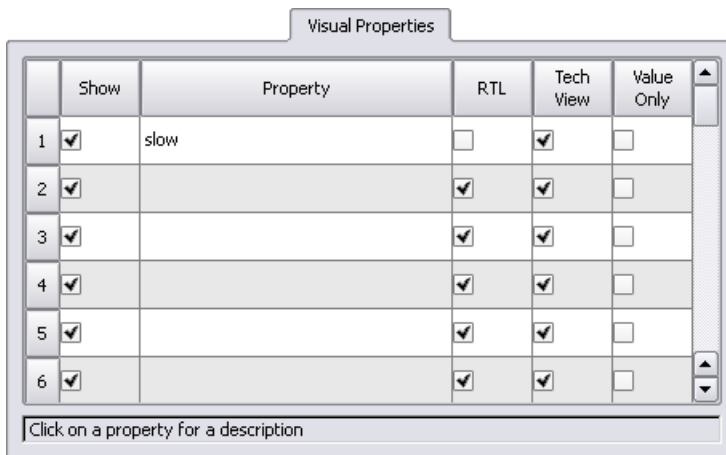 Visual Properties
Show Property RTL Tech View Value Only
1 slow
2
3
4
5
6
Click on a property for a description